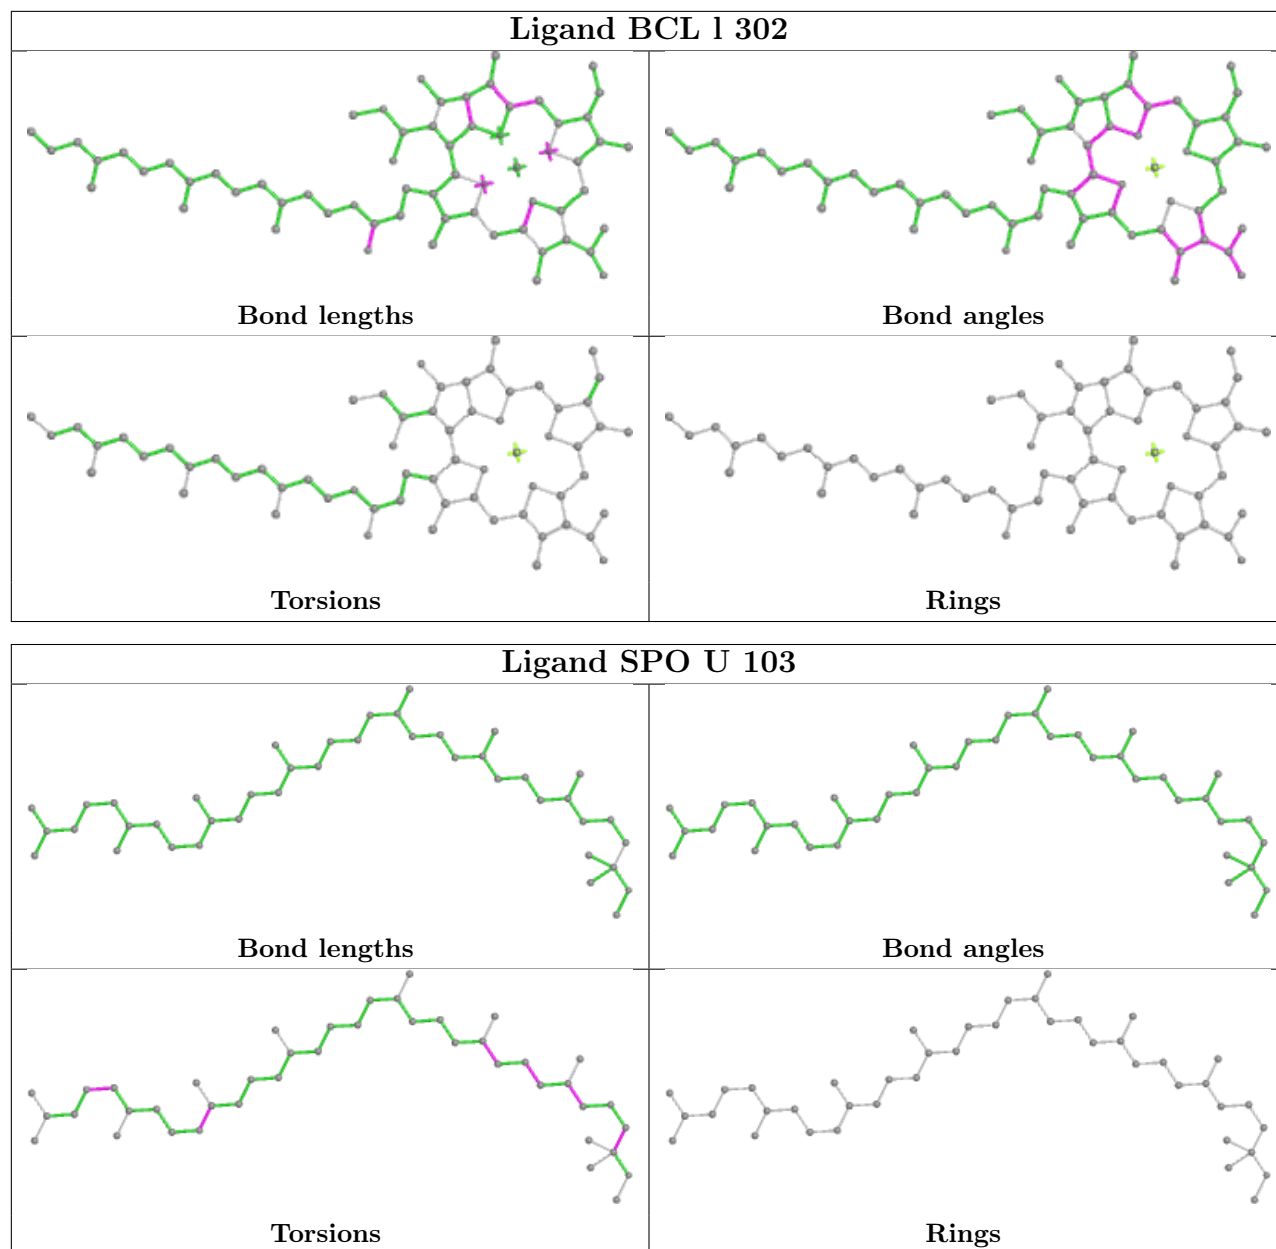 Ligand BCL l 302
Bond lengths
Bond angles
Torsions
Rings
Ligand SPO U 103
Bond lengths
Bond angles
Torsions
Rings